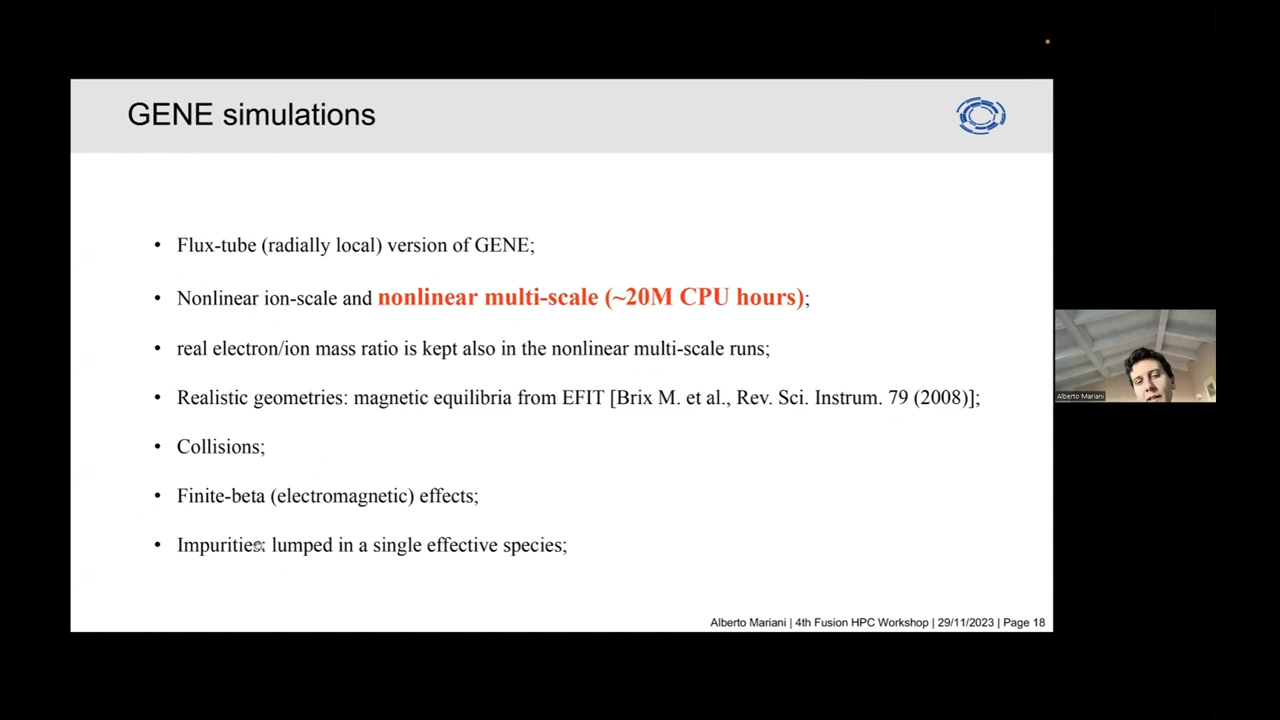 GENE simulations
• Flux-tube (radially local) version of GENE;
• Nonlinear ion-scale and nonlinear multi-scale (~20M CPU hours);
• real electron/ion mass ratio is kept also in the nonlinear multi-scale runs;
• Realistic geometries: magnetic equilibria from EFIT [Brix M. et al., Rev. Sci. Instrum. 79 (2008)];
• Collisions;
• Finite-beta (electromagnetic) effects;
• Impurities: lumped in a single effective species;
Alberto Mariani | 4th Fusion HPC Workshop | 29/11/2023 | Page 18
Alberto Mariani